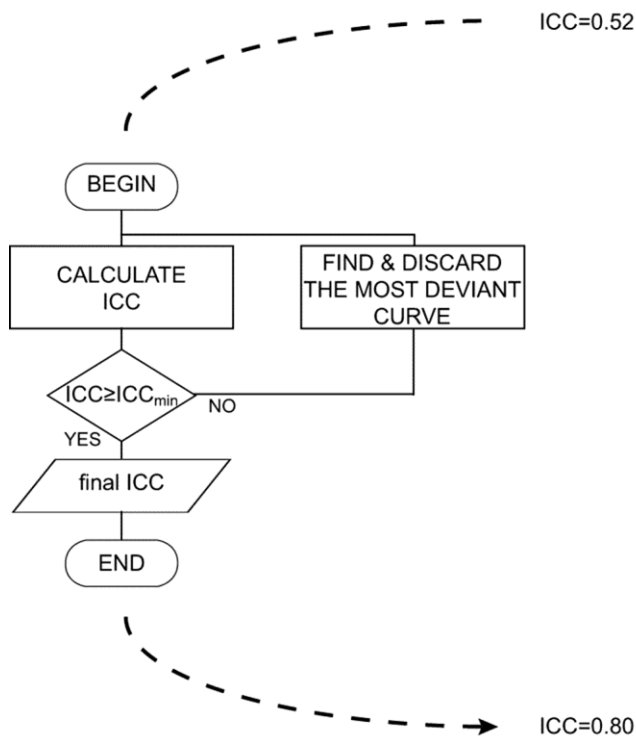 ICC=0.52
BEGIN
CALCULATE
ICC
FIND & DISCARD
THE MOST DEVIANT
CURVE
ICC≥ICCmin
NO
YES
final ICC
END
ICC=0.80